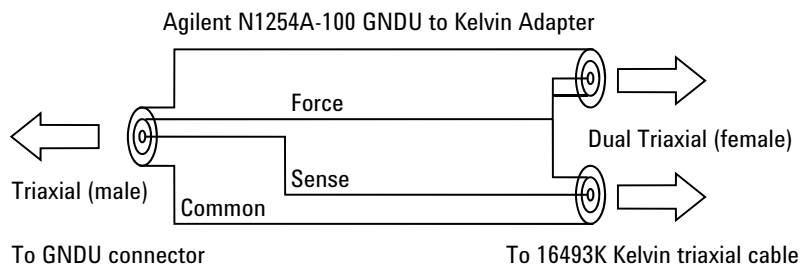 Agilent N1254A-100 GNDU to Kelvin Adapter
Force
Dual Triaxial (female)
Triaxial (male)
Sense
Common
To GNDU connector
To 16493K Kelvin triaxial cable